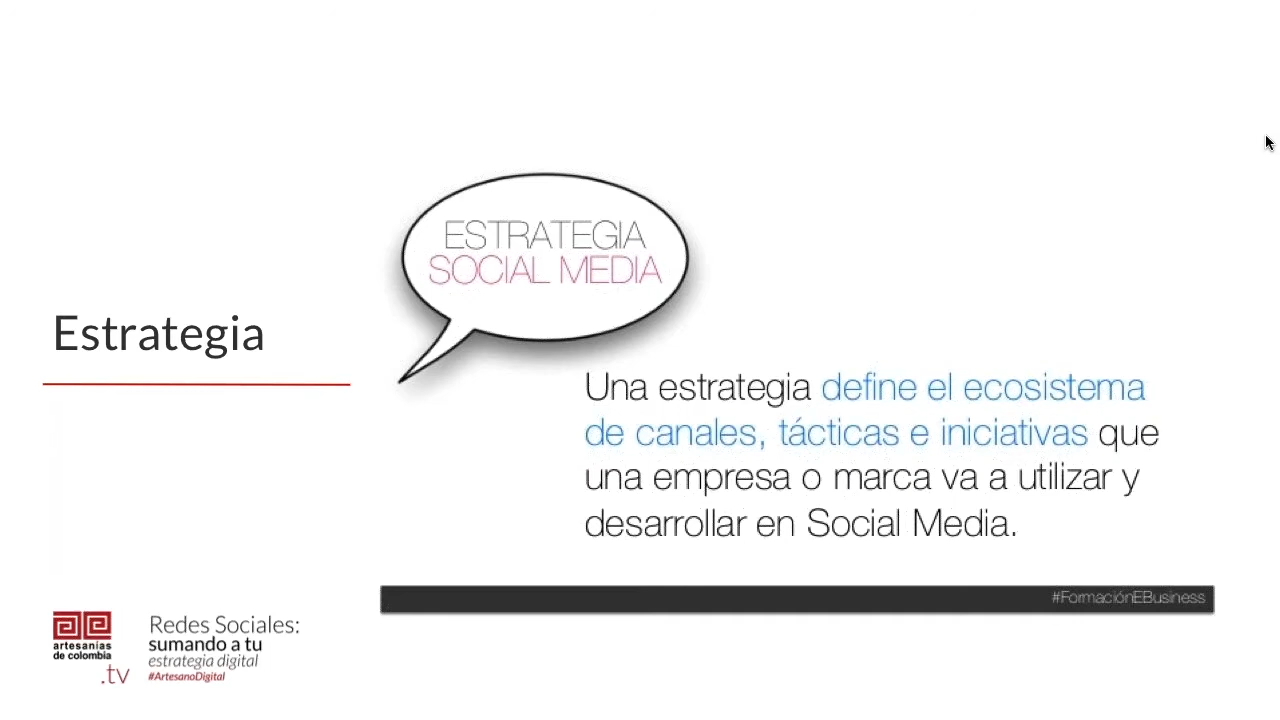 Estrategia
ESTRATEGIA
SOCIAL MEDIA
Una estrategia define el ecosistema
de canales, tácticas e iniciativas que
una empresa o marca va a utilizar y
desarrollar en Social Media.
#FormaciónEBusiness
artesanías
de colombia
.tv
Redes Sociales:
sumando a tu
estrategia digital
#ArtesanoDigital